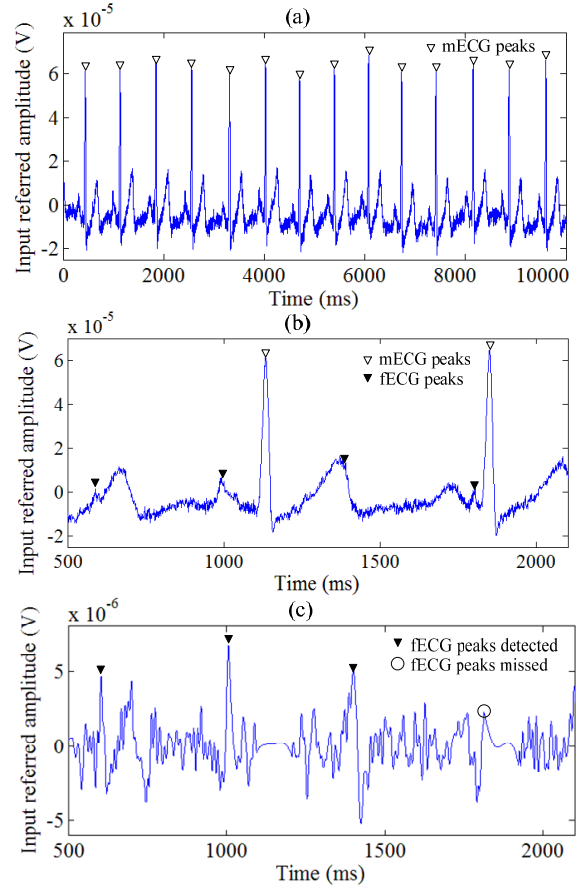 (a)
x 10^-5
mECG peaks
Input referred amplitude (V)
6
4
2
0
-2
0 2000 4000 6000 8000 10000
Time (ms)
(b)
x 10^-5
mECG peaks
fECG peaks
Input referred amplitude (V)
6
4
2
0
-2
500 1000 1500 2000
Time (ms)
(c)
x 10^-6
fECG peaks detected
fECG peaks missed
Input referred amplitude (V)
5
0
-5
500 1000 1500 2000
Time (ms)